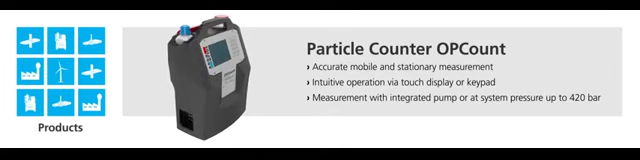 Particle Counter OPCount
› Accurate mobile and stationary measurement
› Intuitive operation via touch display or keypad
› Measurement with integrated pump or at system pressure up to 420 bar
Products